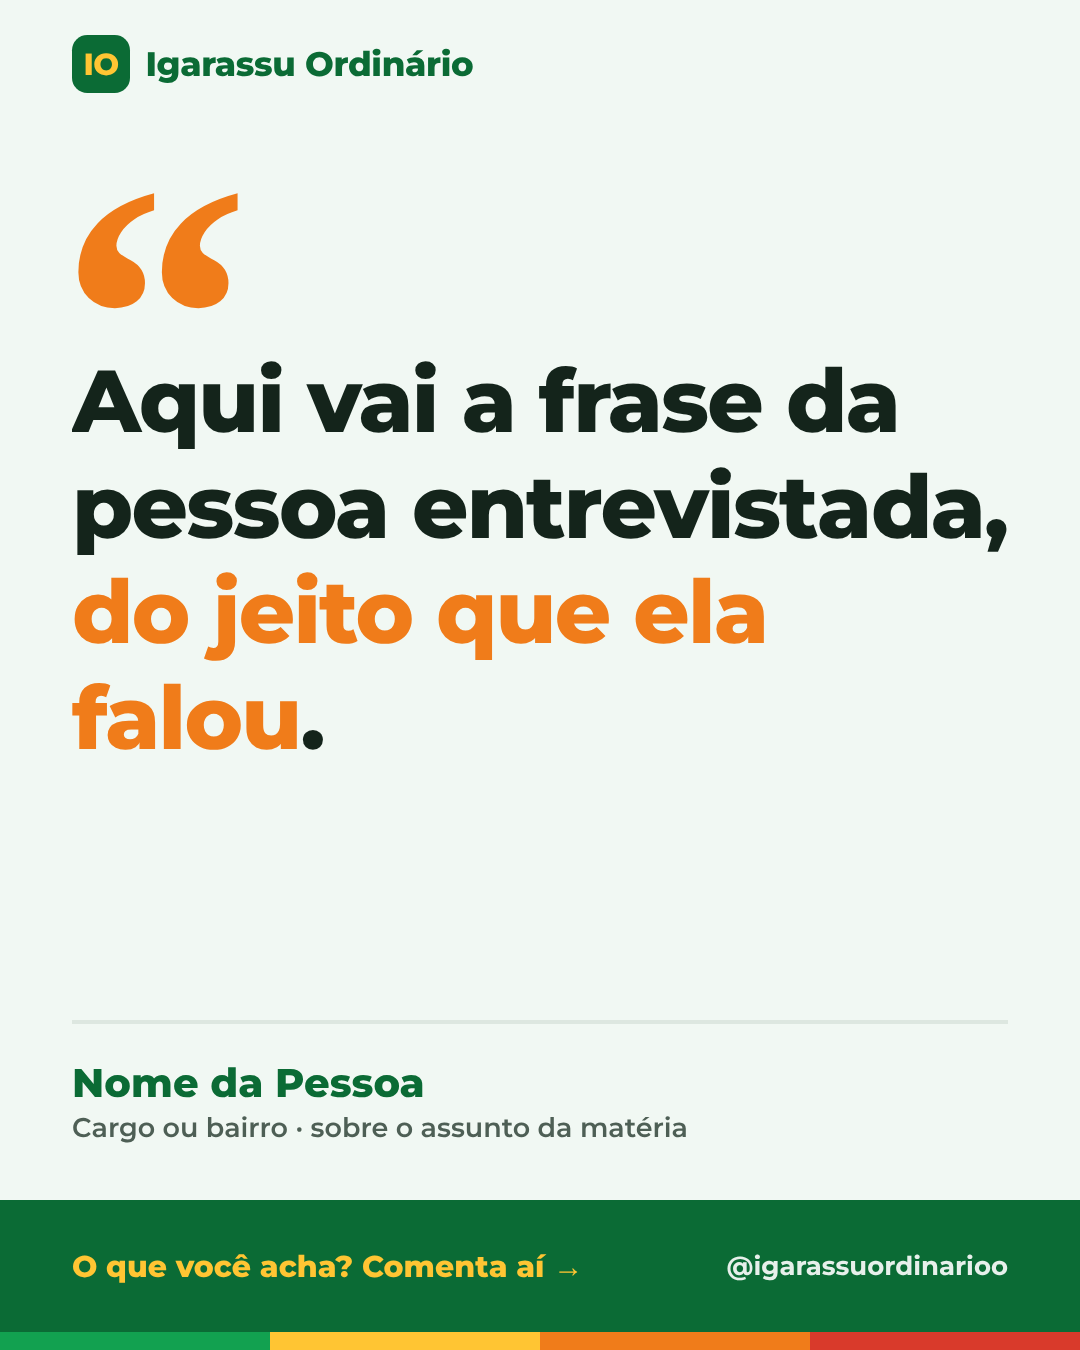 IO Igarassu Ordinário
“
Aqui vai a frase da
pessoa entrevistada,
do jeito que ela
falou.
Nome da Pessoa
Cargo ou bairro · sobre o assunto da matéria
O que você acha? Comenta aí →
@igarassuordinarioo